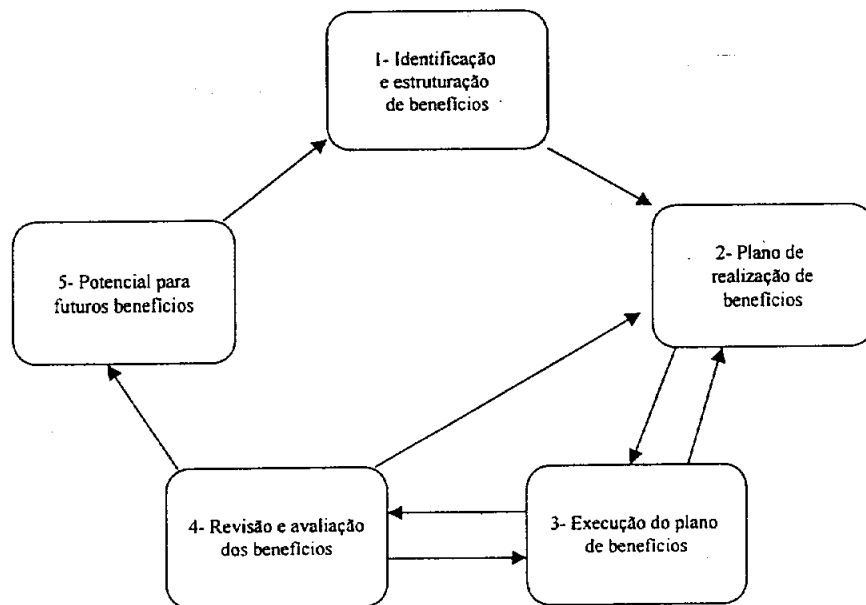 1- Identificação
e estruturação
de benefícios
2- Plano de
realização de
benefícios
3- Execução do plano
de benefícios
4- Revisão e avaliação
dos benefícios
5- Potencial para
futuros benefícios